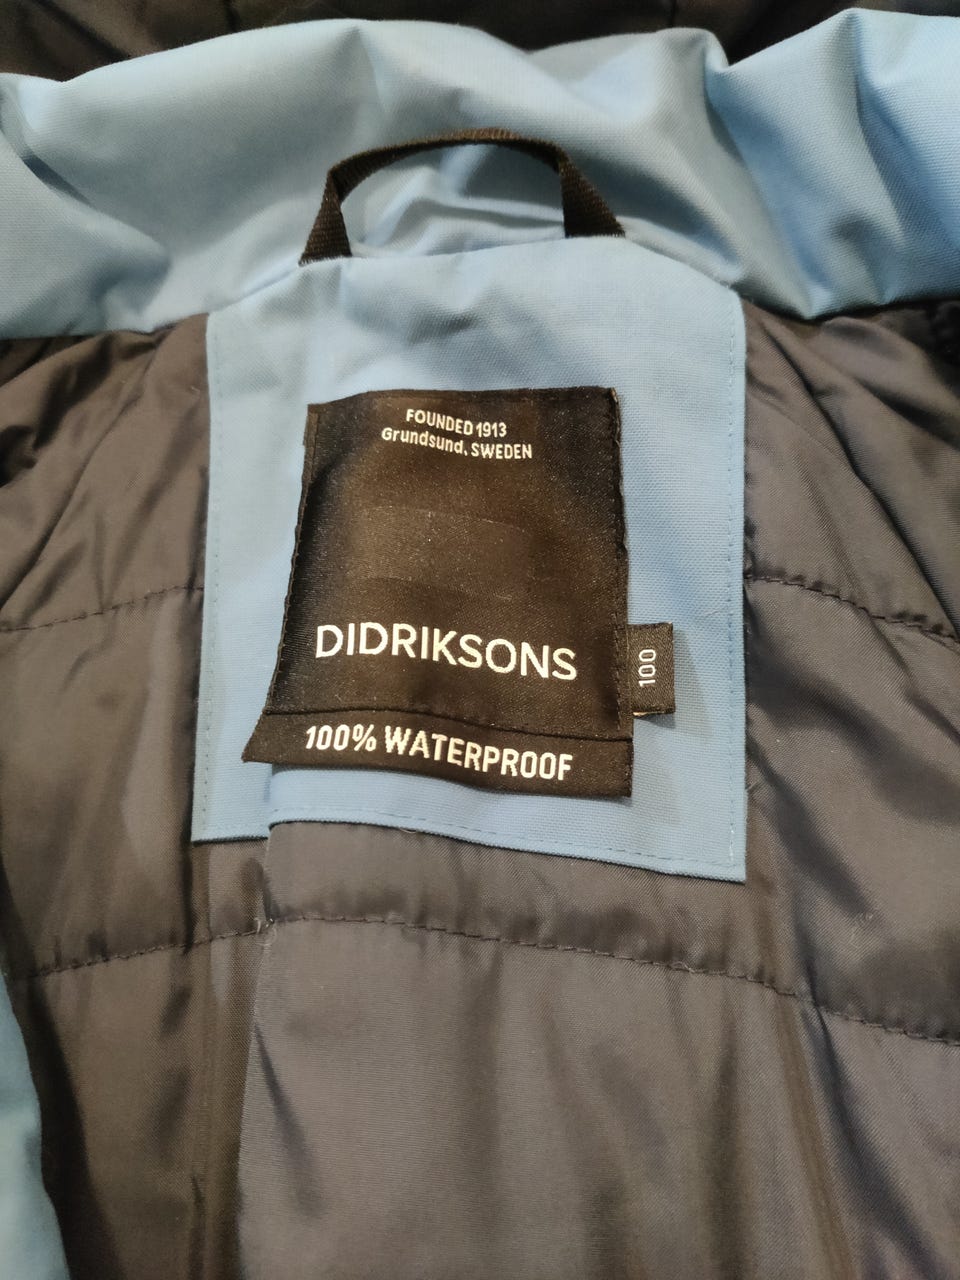 FOUNDED 1913
Grundsund, SWEDEN
DIDRIKSONS
100
100% WATERPROOF